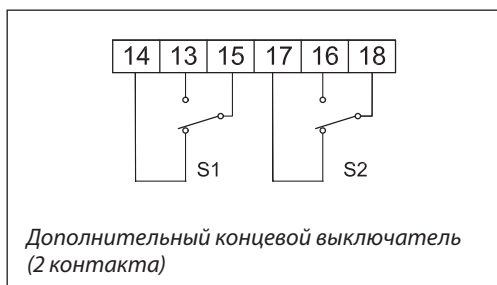 14 13 15 17 16 18
S1 S2
Дополнительный концевой выключатель
(2 контакта)